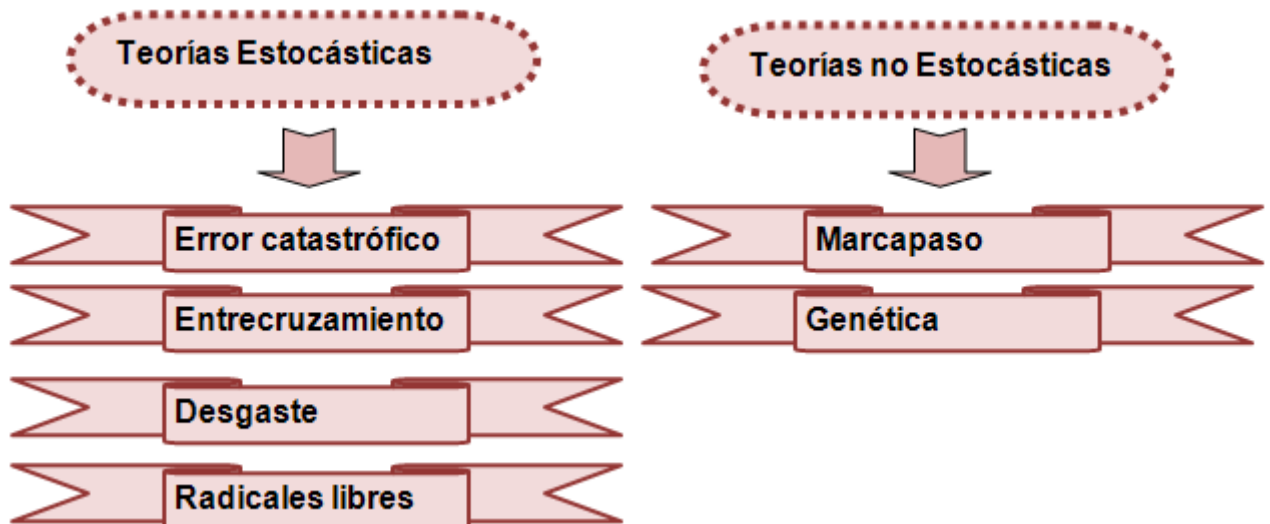 Teorías Estocásticas
Error catastrófico
Entrecruzamiento
Desgaste
Radicales libres
Teorías no Estocásticas
Marcapaso
Genética